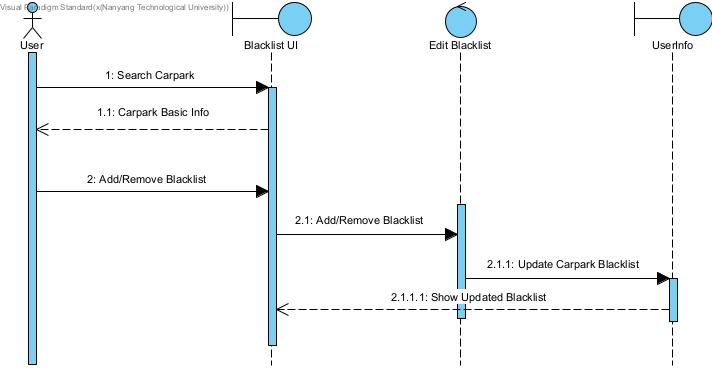 Visual Paradigm Standard(x(Nanyang Technological University))
User
Blacklist UI
Edit Blacklist
UserInfo
1: Search Carpark
1.1: Carpark Basic Info
2: Add/Remove Blacklist
2.1: Add/Remove Blacklist
2.1.1: Update Carpark Blacklist
2.1.1.1: Show Updated Blacklist